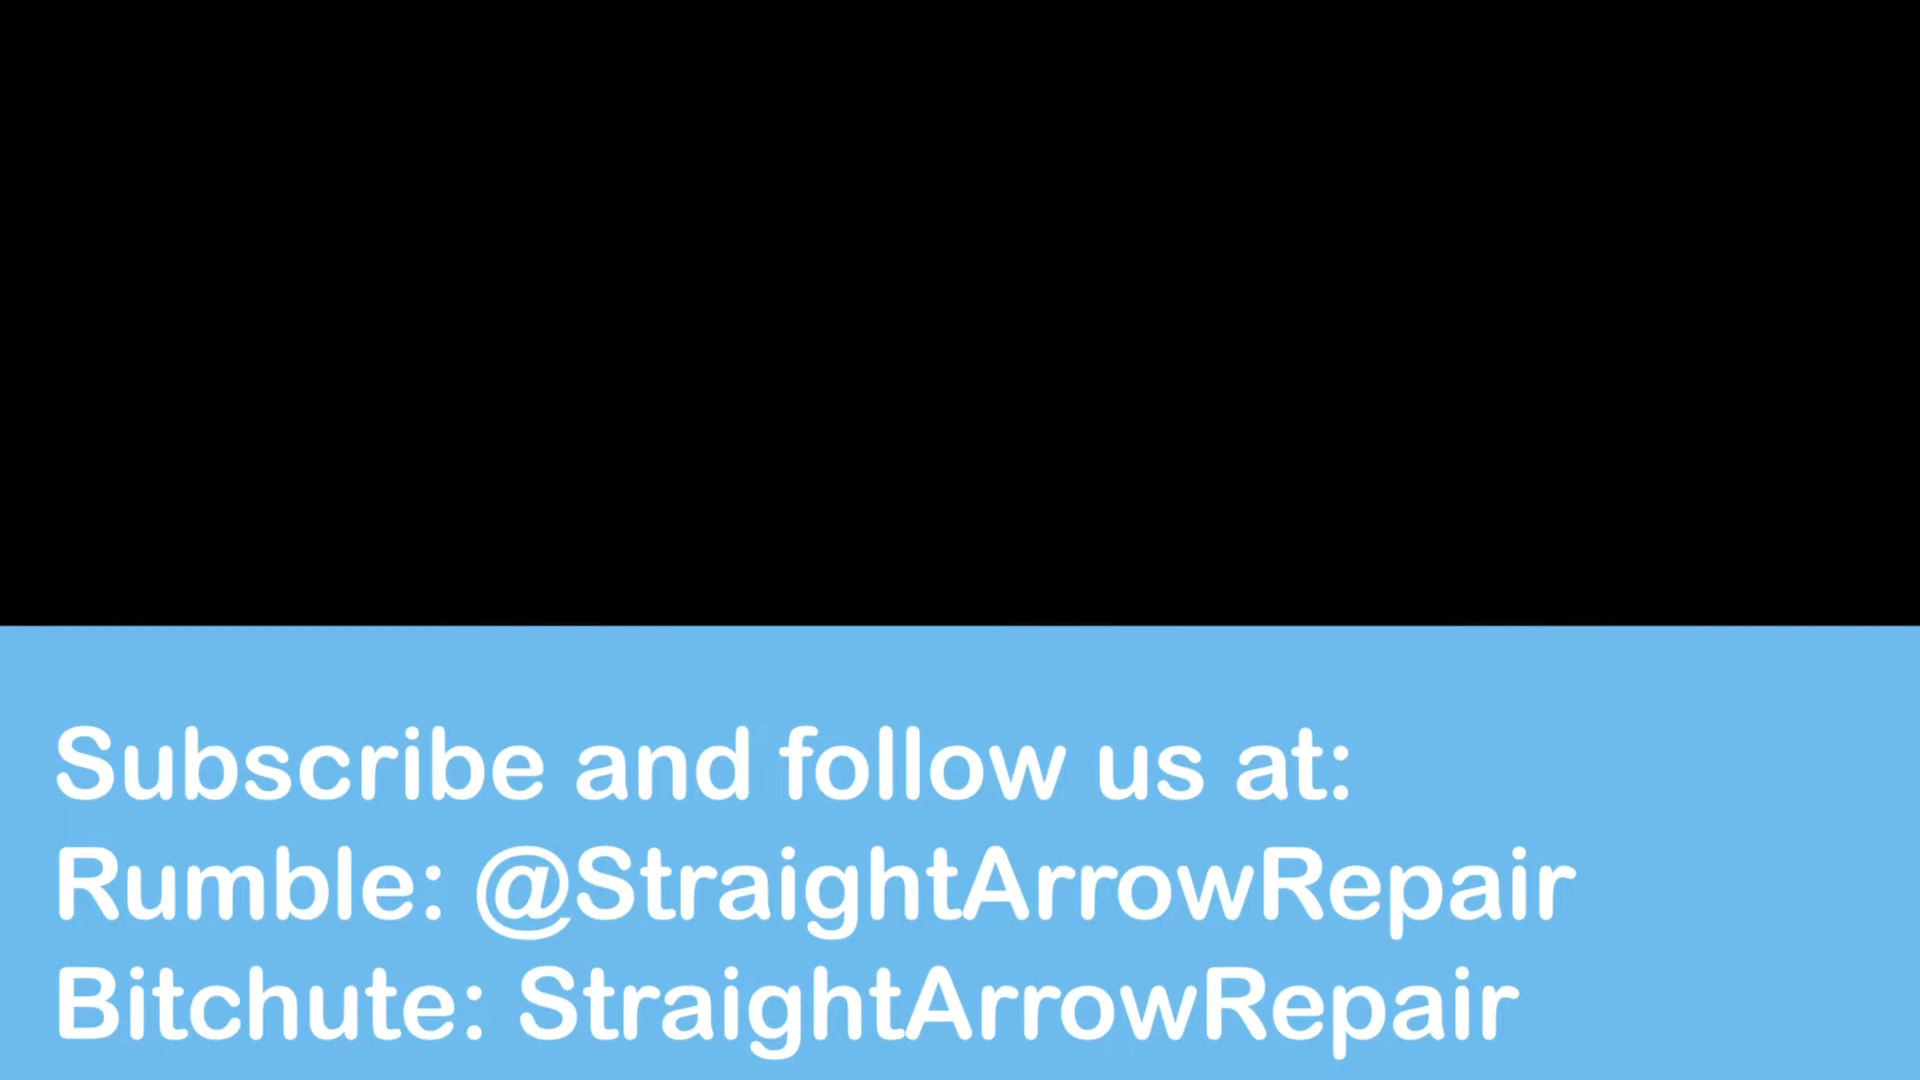 Subscribe and follow us at:
Rumble: @StraightArrowRepair
Bitchute: StraightArrowRepair